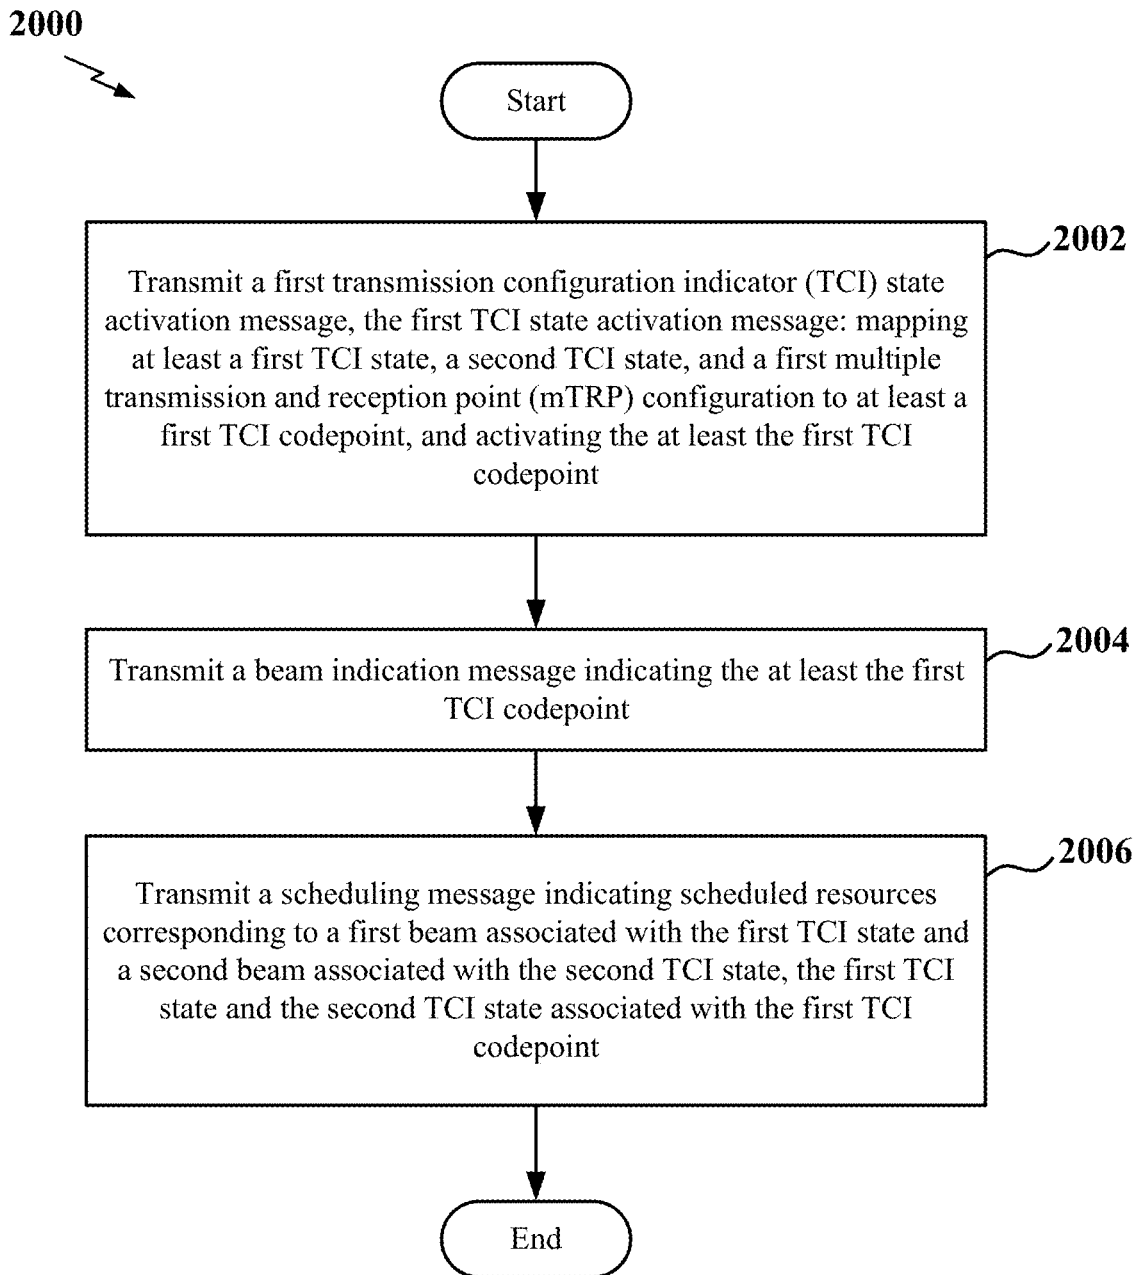 2000
Start
2002
Transmit a first transmission configuration indicator (TCI) state
activation message, the first TCI state activation message: mapping
at least a first TCI state, a second TCI state, and a first multiple
transmission and reception point (mTRP) configuration to at least a
first TCI codepoint, and activating the at least the first TCI
codepoint
2004
Transmit a beam indication message indicating the at least the first
TCI codepoint
2006
Transmit a scheduling message indicating scheduled resources
corresponding to a first beam associated with the first TCI state and
a second beam associated with the second TCI state, the first TCI
state and the second TCI state associated with the first TCI
codepoint
End